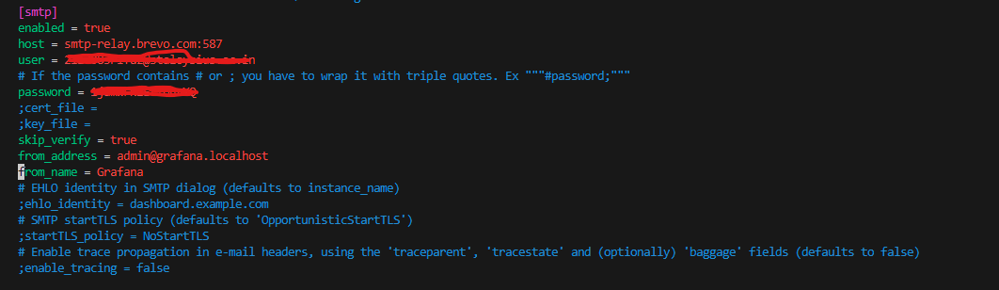 [smtp]
enabled = true
host = smtp-relay.brevo.com:587
user =
# If the password contains # or ; you have to wrap it with triple quotes. Ex """#password;"""
password =
;cert_file =
;key_file =
skip_verify = true
from_address = admin@grafana.localhost
from_name = Grafana
# EHLO identity in SMTP dialog (defaults to instance_name)
;ehlo_identity = dashboard.example.com
# SMTP startTLS policy (defaults to 'OpportunisticStartTLS')
;startTLS_policy = NoStartTLS
# Enable trace propagation in e-mail headers, using the 'traceparent', 'tracestate' and (optionally) 'baggage' fields (defaults to false)
;enable_tracing = false